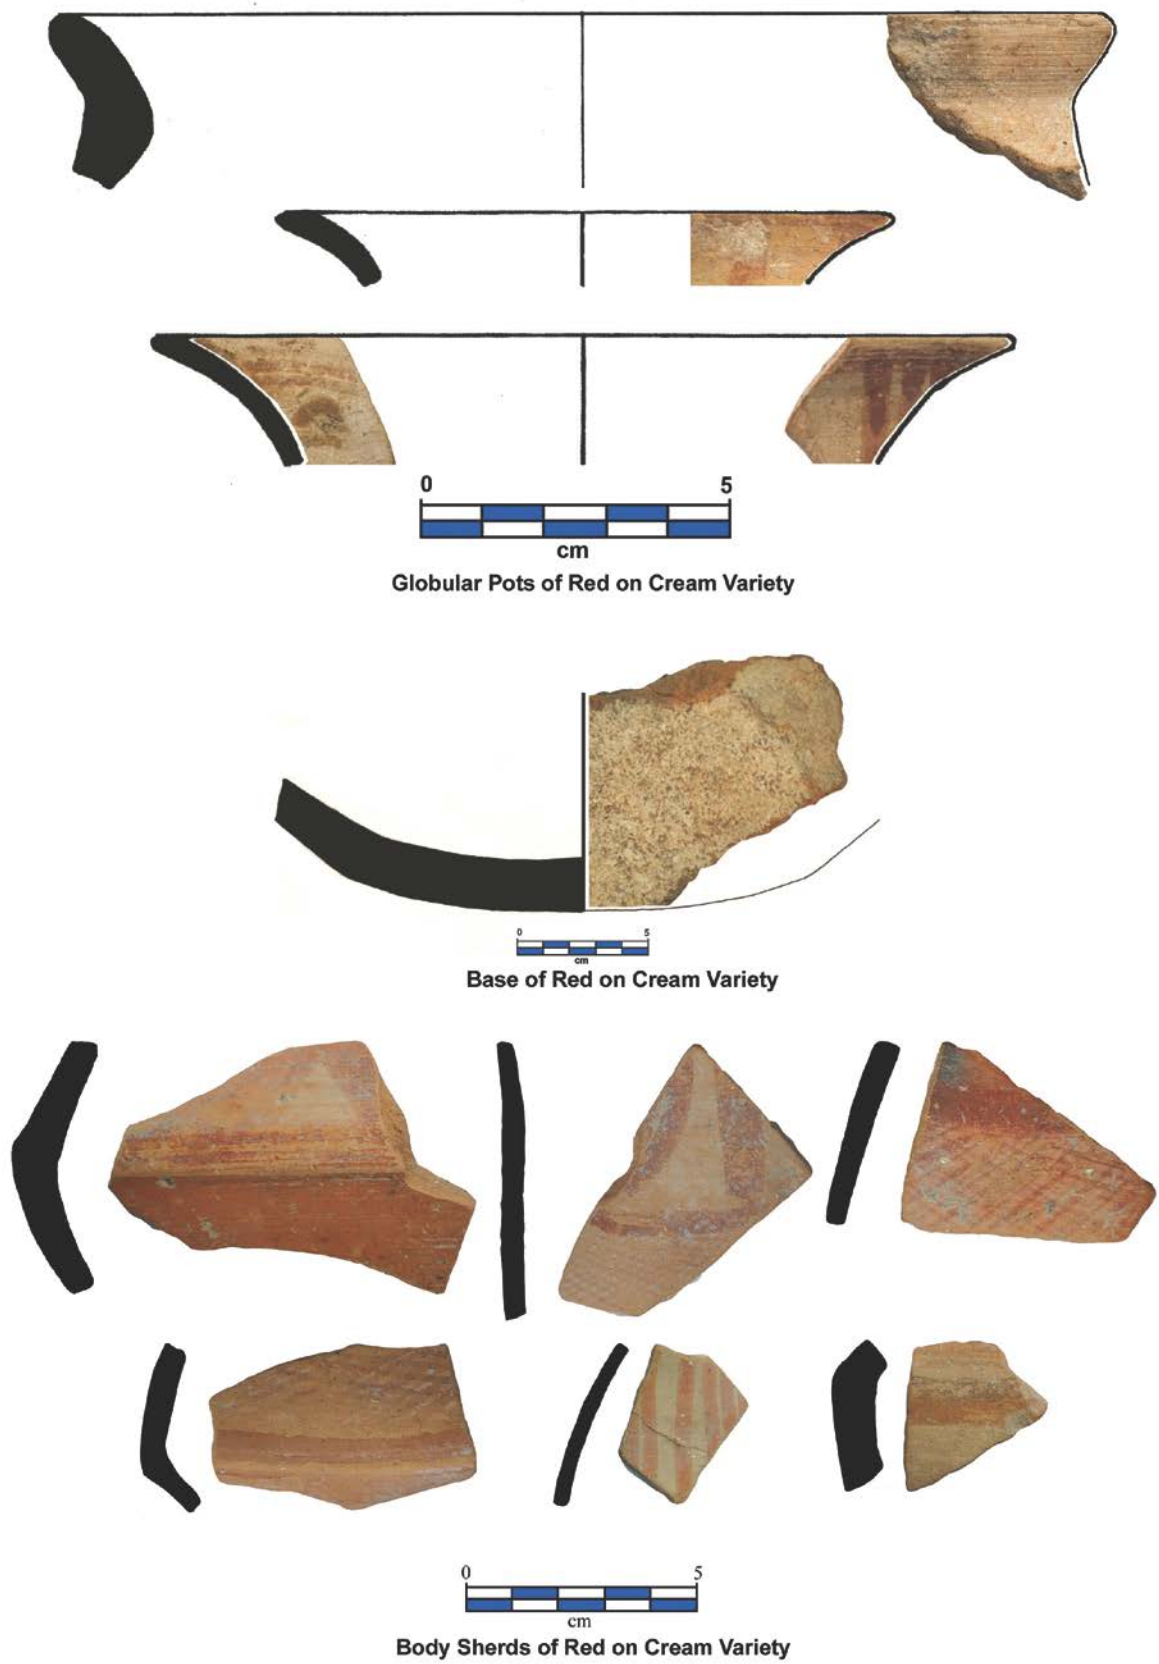 0 5
cm
Globular Pots of Red on Cream Variety
0 5
cm
Base of Red on Cream Variety
0 5
cm
Body Sherds of Red on Cream Variety